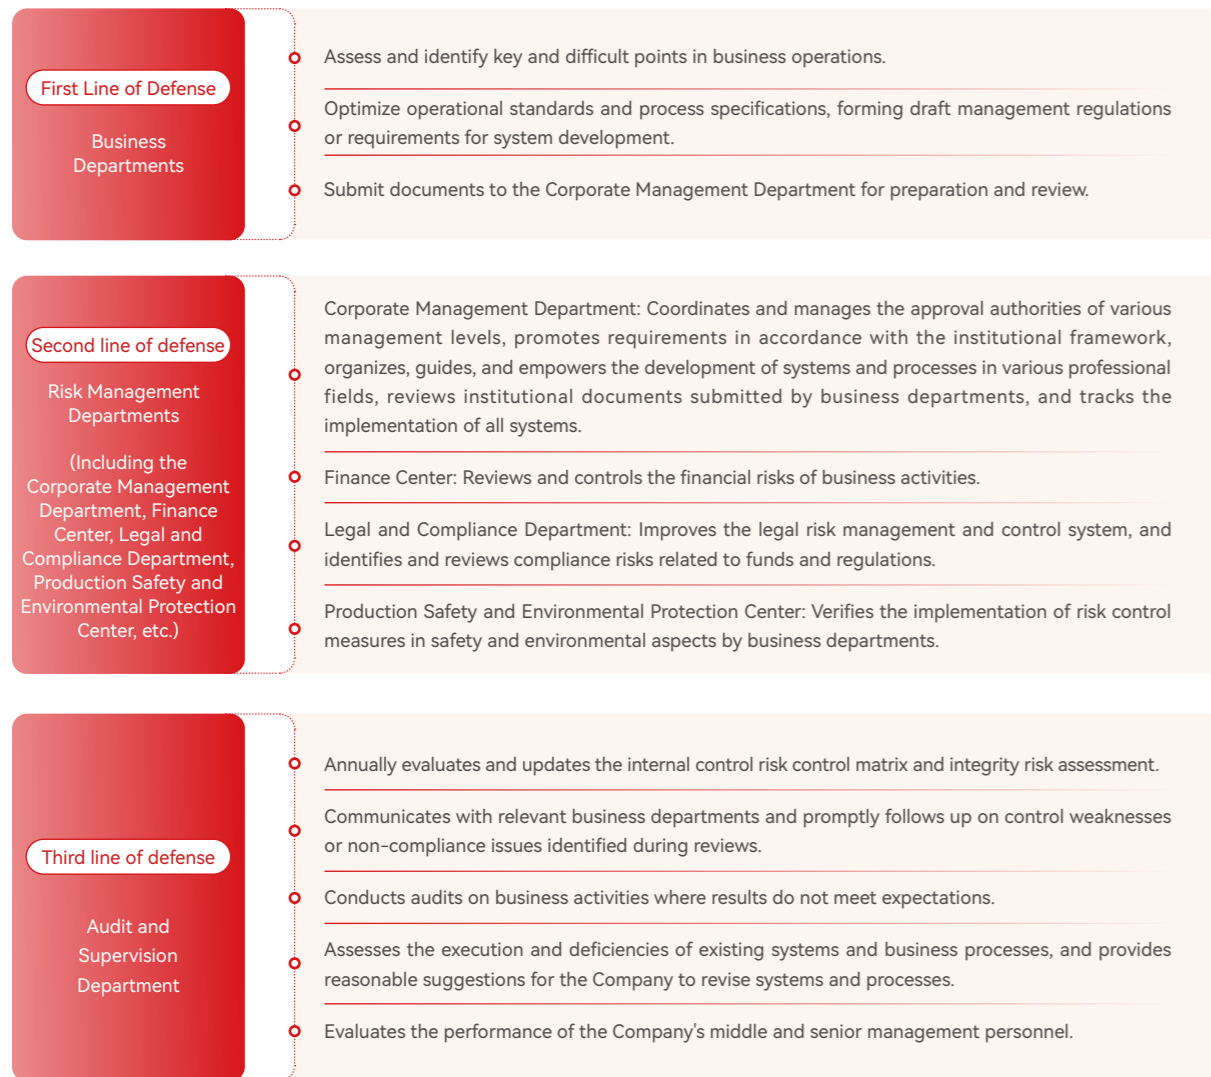 First Line of Defense
Business
Departments
Assess and identify key and difficult points in business operations.
Optimize operational standards and process specifications, forming draft management regulations
or requirements for system development.
Submit documents to the Corporate Management Department for preparation and review.
Second line of defense
Risk Management
Departments
(Including the
Corporate Management
Department, Finance
Center, Legal and
Compliance Department,
Production Safety and
Environmental Protection
Center, etc.)
Corporate Management Department: Coordinates and manages the approval authorities of various
management levels, promotes requirements in accordance with the institutional framework,
organizes, guides, and empowers the development of systems and processes in various professional
fields, reviews institutional documents submitted by business departments, and tracks the
implementation of all systems.
Finance Center: Reviews and controls the financial risks of business activities.
Legal and Compliance Department: Improves the legal risk management and control system, and
identifies and reviews compliance risks related to funds and regulations.
Production Safety and Environmental Protection Center: Verifies the implementation of risk control
measures in safety and environmental aspects by business departments.
Third line of defense
Audit and
Supervision
Department
Annually evaluates and updates the internal control risk control matrix and integrity risk assessment.
Communicates with relevant business departments and promptly follows up on control weaknesses
or non-compliance issues identified during reviews.
Conducts audits on business activities where results do not meet expectations.
Assesses the execution and deficiencies of existing systems and business processes, and provides
reasonable suggestions for the Company to revise systems and processes.
Evaluates the performance of the Company's middle and senior management personnel.